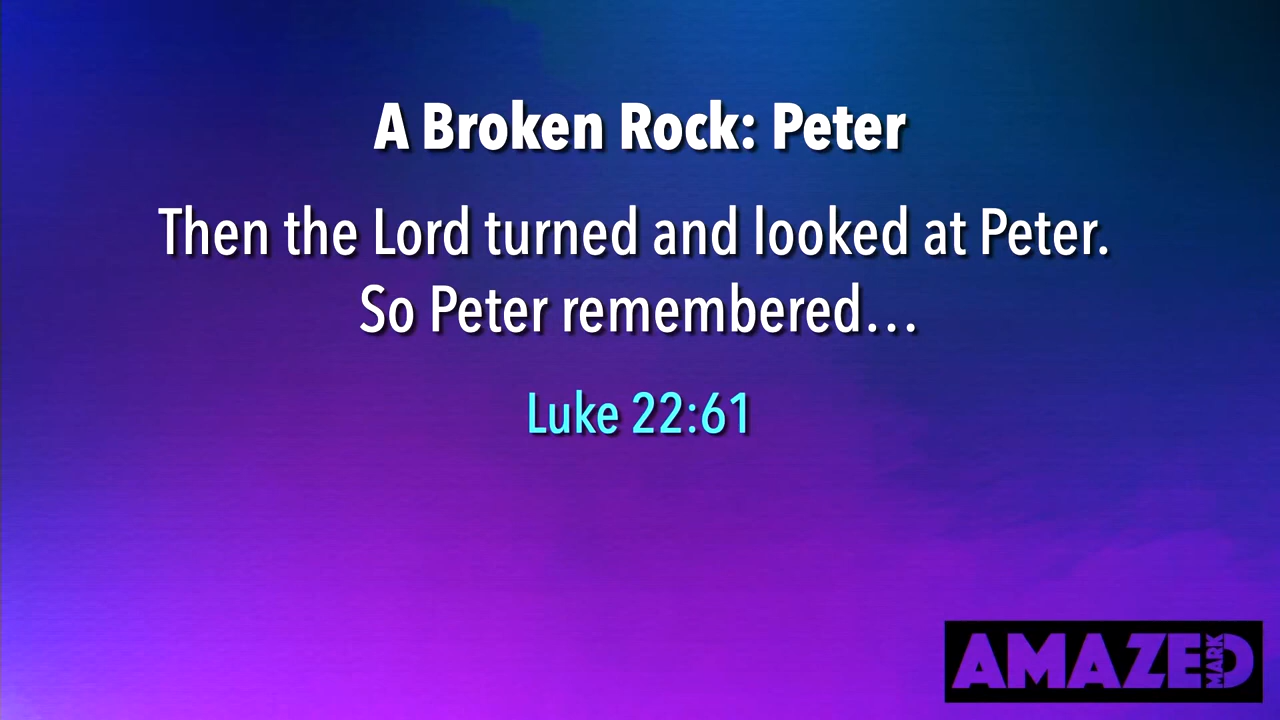 A Broken Rock: Peter
Then the Lord turned and looked at Peter.
So Peter remembered…
Luke 22:61
AMAZED
MARK